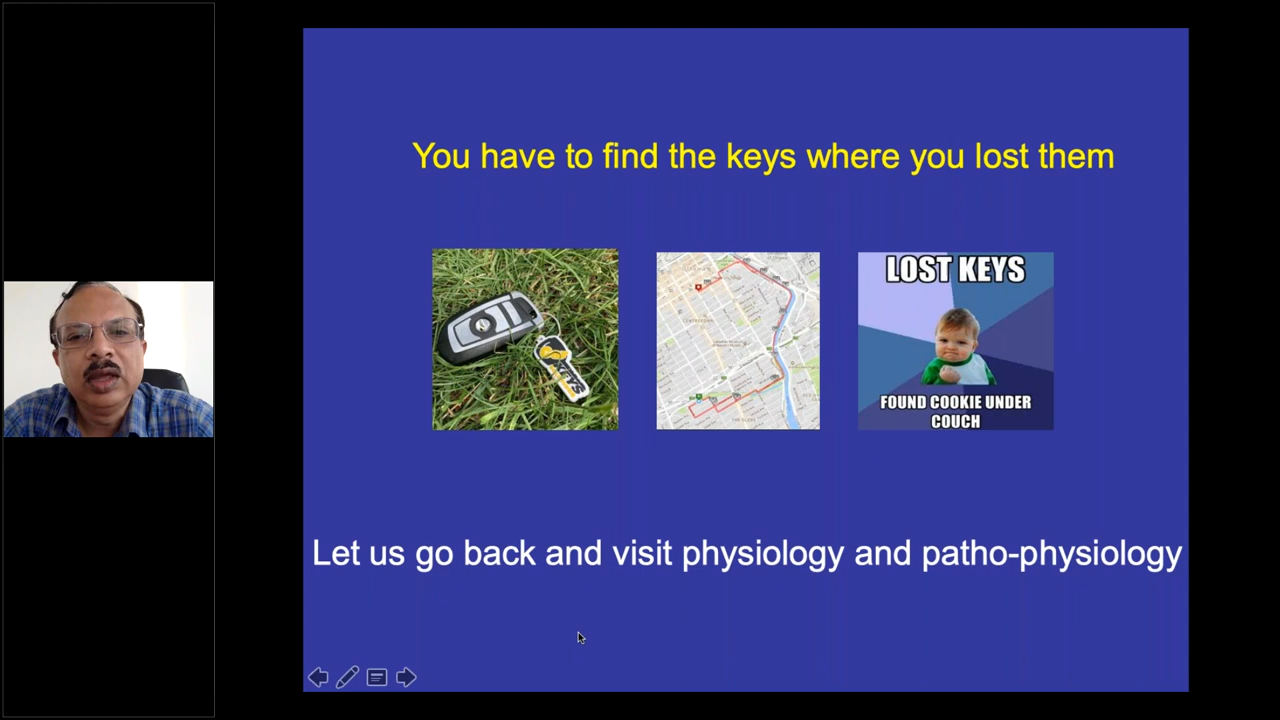 You have to find the keys where you lost them
KEYS
LOST KEYS
FOUND COOKIE UNDER
COUCH
Let us go back and visit physiology and patho-physiology